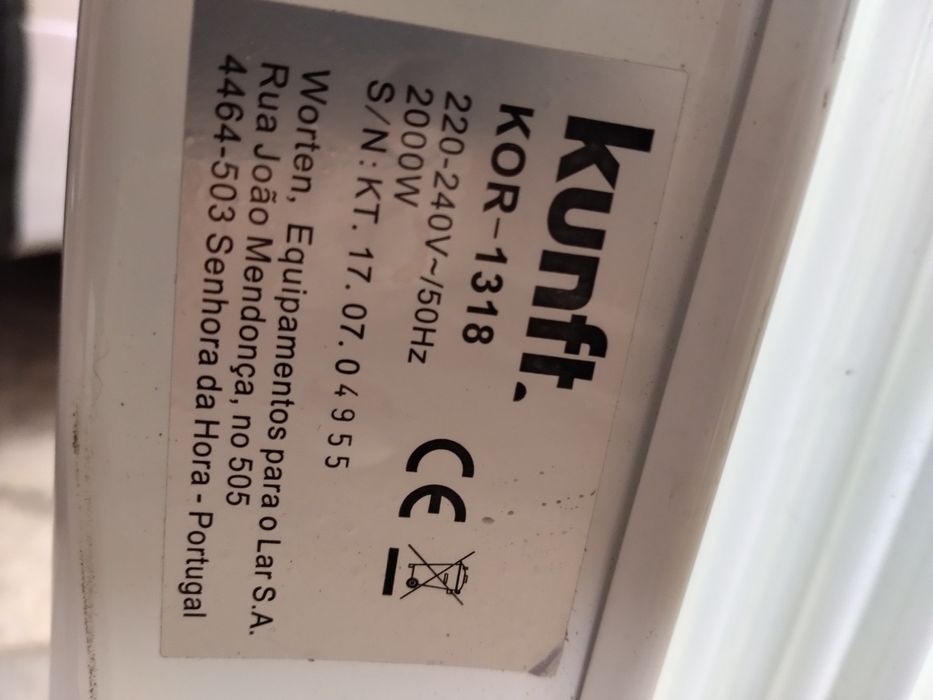 kunft.
KOR-1318
220-240V~/50Hz
2000W
S/N:KT.17.07.04955
CE
Worten, Equipamentos para o Lar S.A.
Rua João Mendonça, no 505
4464-503 Senhora da Hora - Portugal